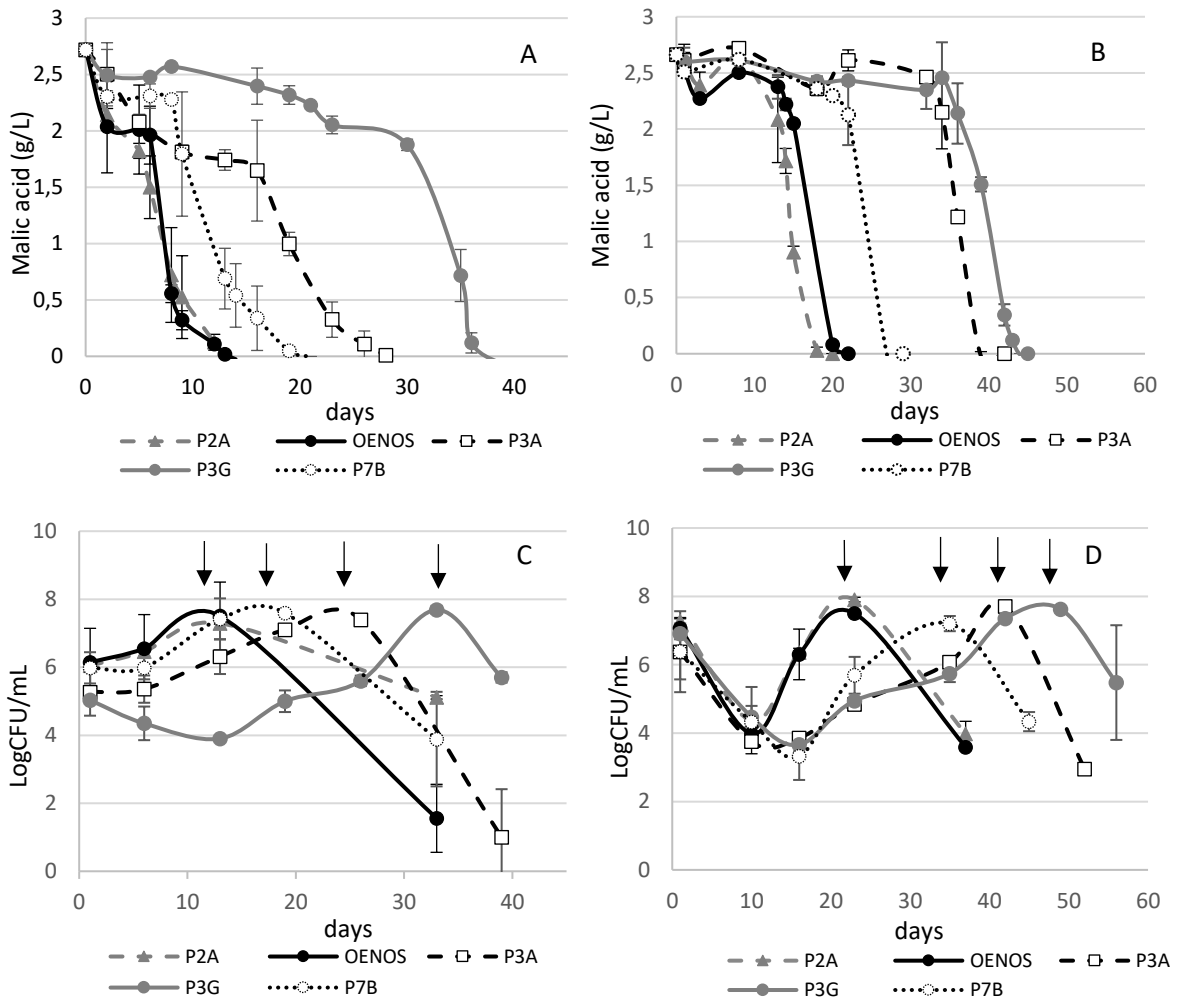 A
Malic acid (g/L)
3
2,5
2
1,5
1
0,5
0
0 10 20 30 40
days
P2A OENOS P3A
P3G P7B
B
Malic acid (g/L)
3
2,5
2
1,5
1
0,5
0
0 10 20 30 40 50 60
days
P2A OENOS P3A
P3G P7B
C
LogCFU/mL
10
8
6
4
2
0
0 10 20 30 40
days
P2A OENOS P3A
P3G P7B
D
LogCFU/mL
10
8
6
4
2
0
0 10 20 30 40 50 60
days
P2A OENOS P3A
P3G P7B